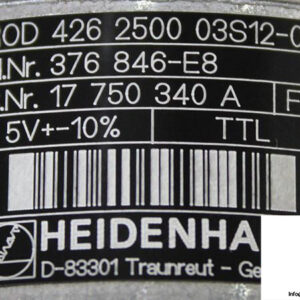 ROD 426 2500 03S12-0
I.Nr. 376 846-E8
.Nr. 17 750 340 A
5V+-10% TTL
HEIDENHA
D-83301 Traunreut - Ge